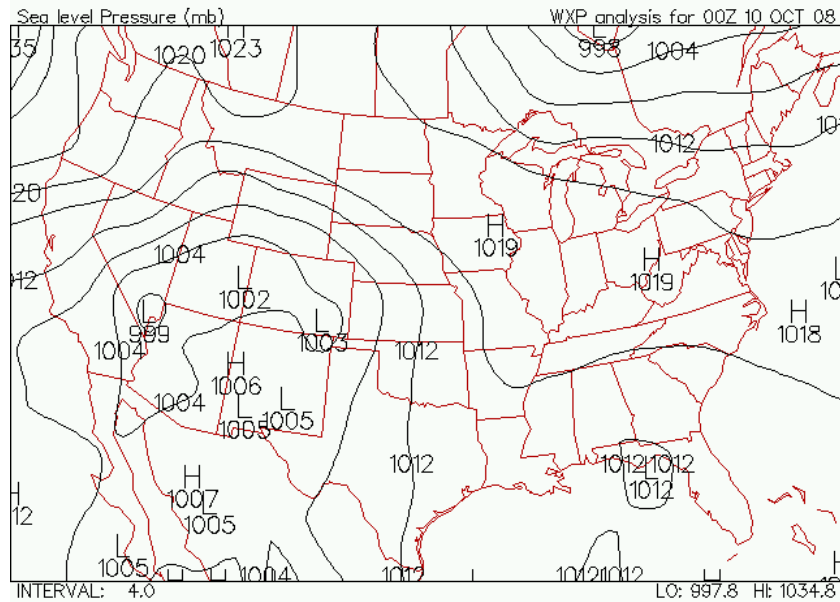 Sea level Pressure (mb) WXP analysis for 00Z 10 OCT 08
35 1020 1023 L 998 1004
1012
20
H 1019
1004
H 1019
012
L 1002
L 999
L 1003
H 1018
1004
1012
H 1006
1004
L 1005
L 1005
1012
1012 1012
L 1012
H 1007
H 12
L 1005
L 1005
1004
1012
1012 1012
INTERVAL: 4.0 LO: 997.8 HI: 1034.8